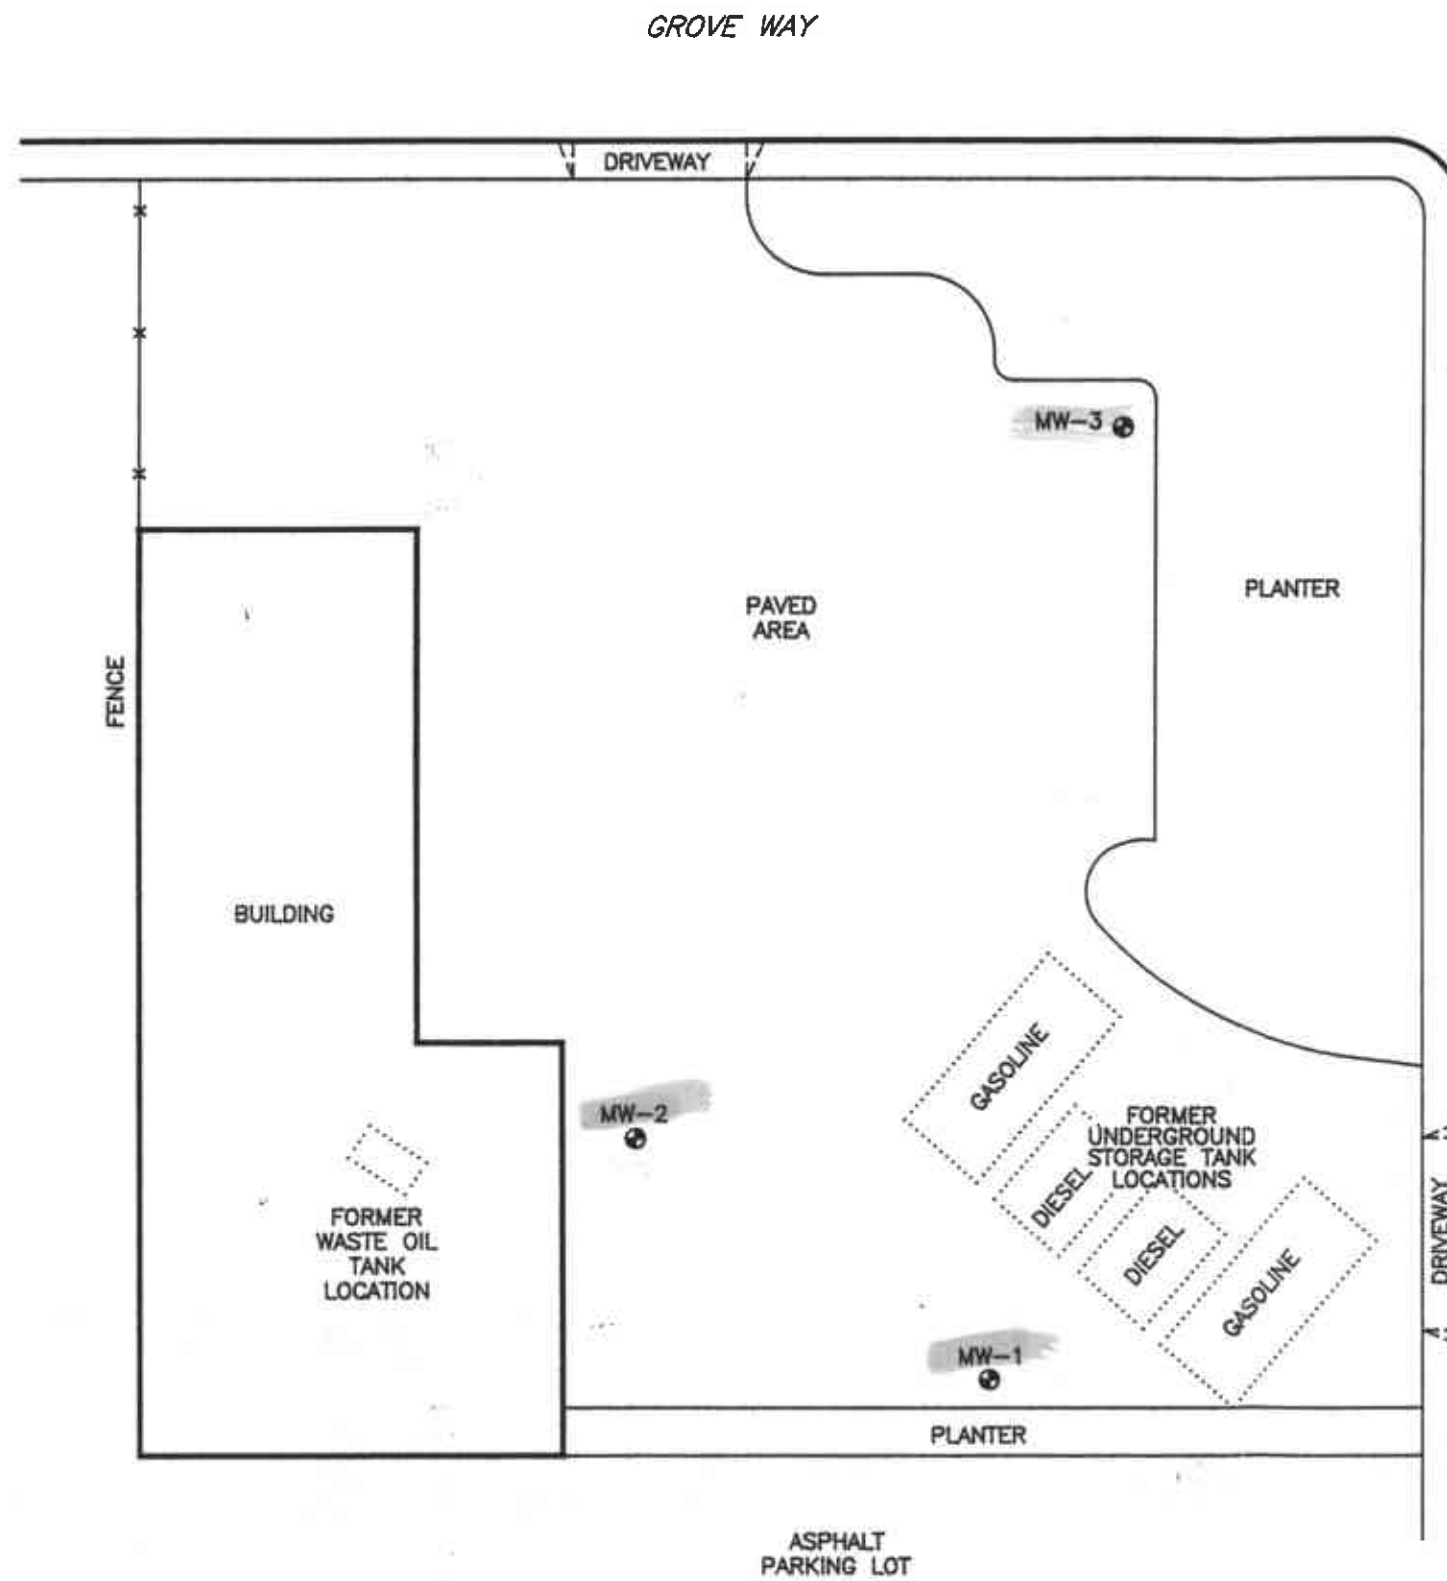 GROVE WAY
DRIVEWAY
MW-3
PAVED
AREA
PLANTER
FENCE
BUILDING
GASOLINE
MW-2
FORMER
UNDERGROUND
STORAGE TANK
LOCATIONS
DIESEL
DIESEL
GASOLINE
DRIVEWAY
FORMER
WASTE OIL
TANK
LOCATION
MW-1
PLANTER
ASPHALT
PARKING LOT